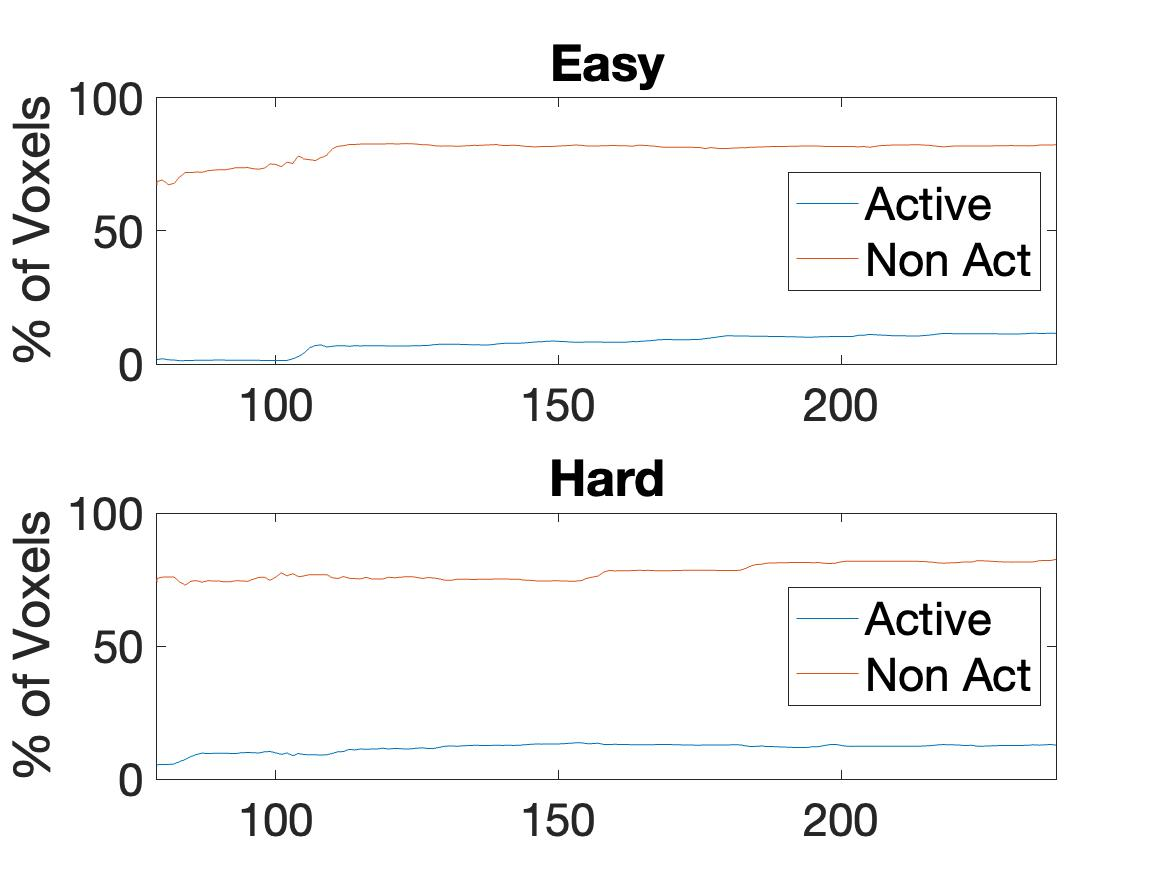 Easy
% of Voxels
100
50
0
Active
Non Act
100 150 200
Hard
% of Voxels
100
50
0
Active
Non Act
100 150 200